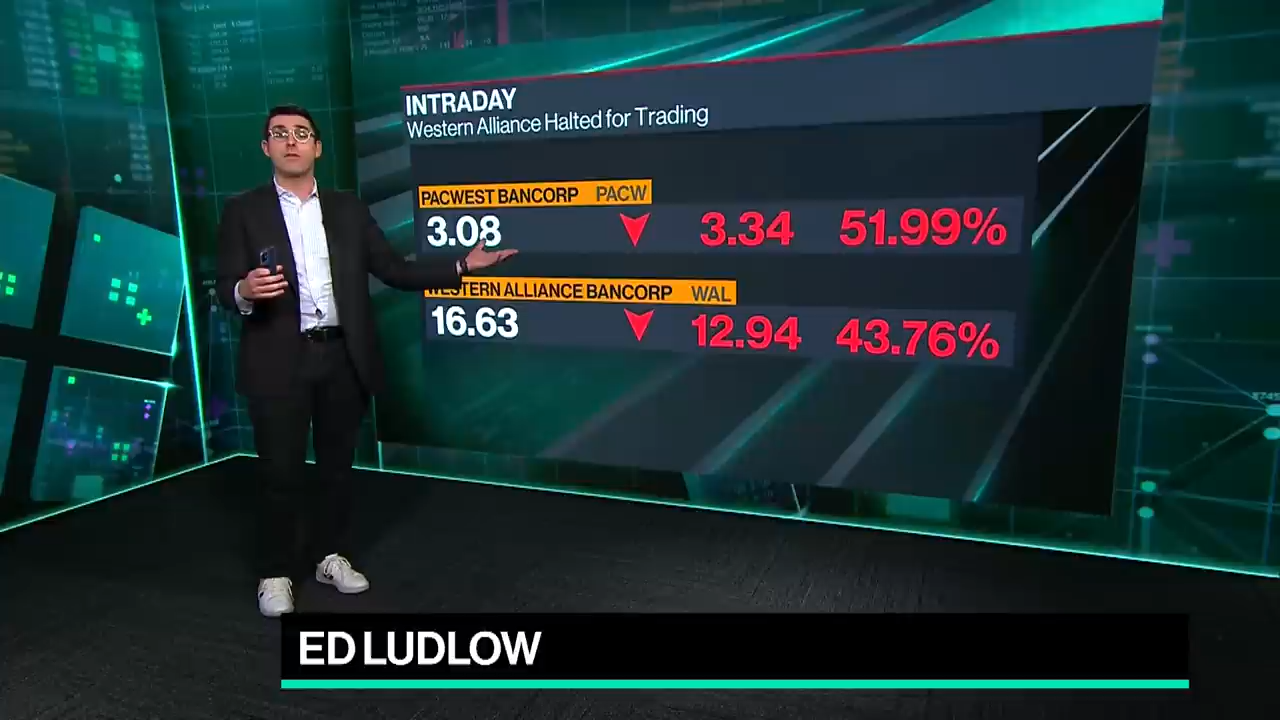 INTRADAY
Western Alliance Halted for Trading
PACWEST BANCORP PACW
3.08 3.34 51.99%
WESTERN ALLIANCE BANCORP WAL
16.63 12.94 43.76%
ED LUDLOW